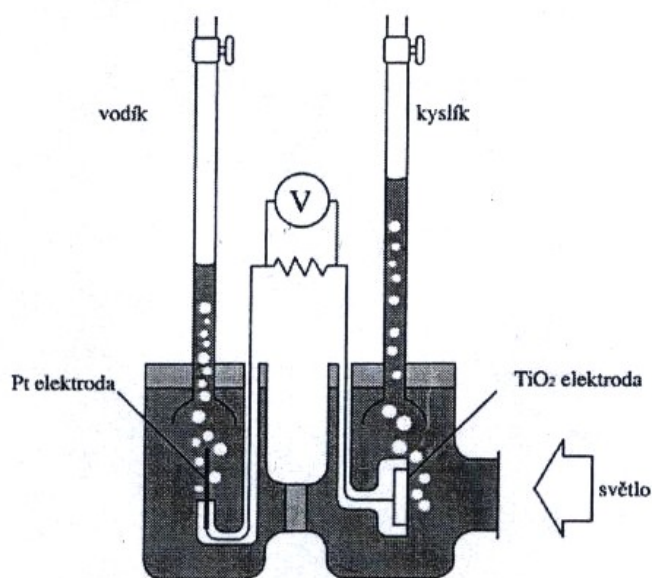 vodík
kyslík
V
Pt elektroda
TiO₂ elektroda
světlo